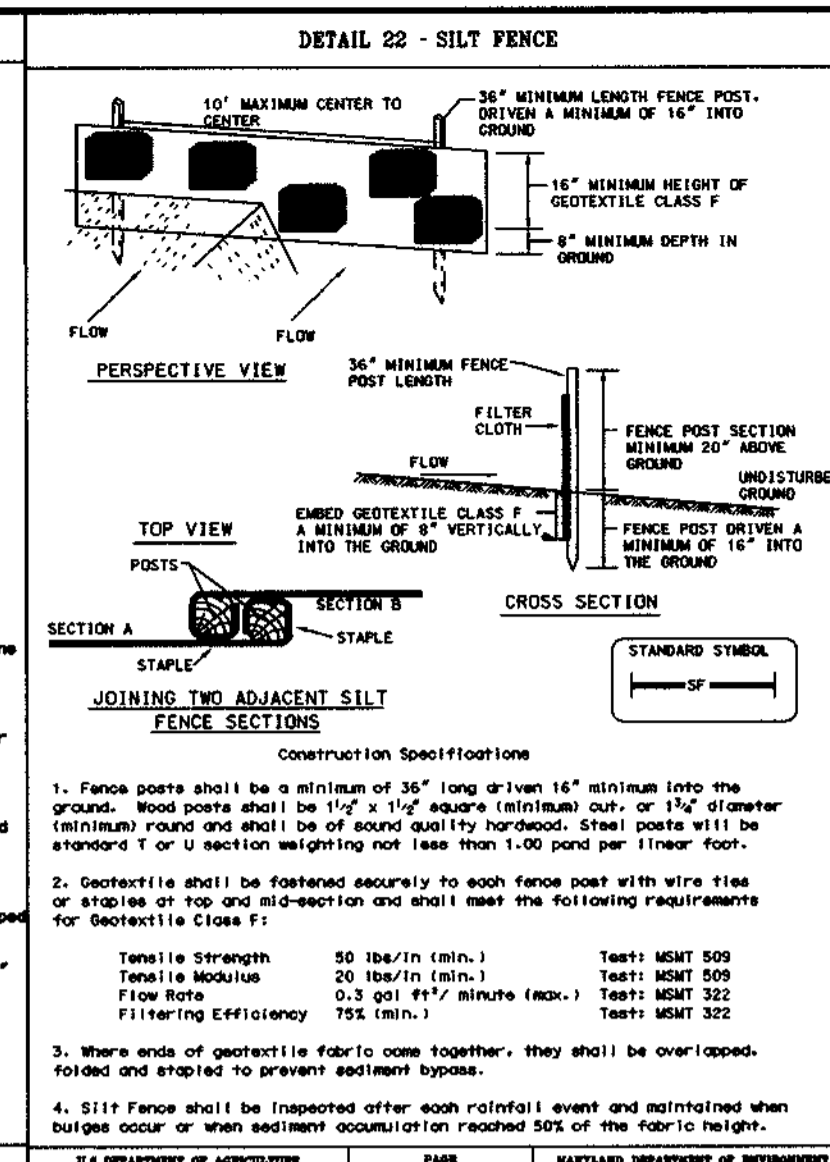 DETAIL 22 - SILT FENCE
10' MAXIMUM CENTER TO
CENTER
36" MINIMUM LENGTH FENCE POST,
DRIVEN A MINIMUM OF 16" INTO
GROUND
16" MINIMUM HEIGHT OF
GEOTEXTILE CLASS F
8" MINIMUM DEPTH IN
GROUND
FLOW
FLOW
PERSPECTIVE VIEW
36" MINIMUM FENCE
POST LENGTH
FILTER
CLOTH
FENCE POST SECTION
MINIMUM 20" ABOVE
GROUND
FLOW
UNDISTURBE
GROUND
EMBED GEOTEXTILE CLASS F
A MINIMUM OF 8" VERTICALLY
INTO THE GROUND
FENCE POST DRIVEN A
MINIMUM OF 16" INTO
THE GROUND
CROSS SECTION
TOP VIEW
POSTS
SECTION B
SECTION A
STAPLE
STAPLE
JOINING TWO ADJACENT SILT
FENCE SECTIONS
STANDARD SYMBOL
SF
Construction Specifications
1. Fence posts shall be a minimum of 36" long driven 16" minimum into the
ground. Wood posts shall be 1½" x 1½" square (minimum) cut, or 1¾" diameter
(minimum) round and shall be of sound quality hardwood. Steel posts will be
standard T or U section weighting not less than 1.00 pond per linear foot.
2. Geotextile shall be fastened securely to each fence post with wire ties
or staples at top and mid-section and shall meet the following requirements
for Geotextile Class F:
Tensile Strength 50 lbs/in (min.) Test: MSMT 509
Tensile Modulus 20 lbs/in (min.) Test: MSMT 509
Flow Rate 0.3 gal ft²/ minute (max.) Test: MSMT 322
Filtering Efficiency 75% (min.) Test: MSMT 322
3. Where ends of geotextile fabric come together, they shall be overlapped,
folded and stapled to prevent sediment bypass.
4. Silt Fence shall be inspected after each rainfall event and maintained when
bulges occur or when sediment accumulation reached 50% of the fabric height.
U.S. DEPARTMENT OF AGRICULTURE PAGE MARYLAND DEPARTMENT OF ENVIRONMENT